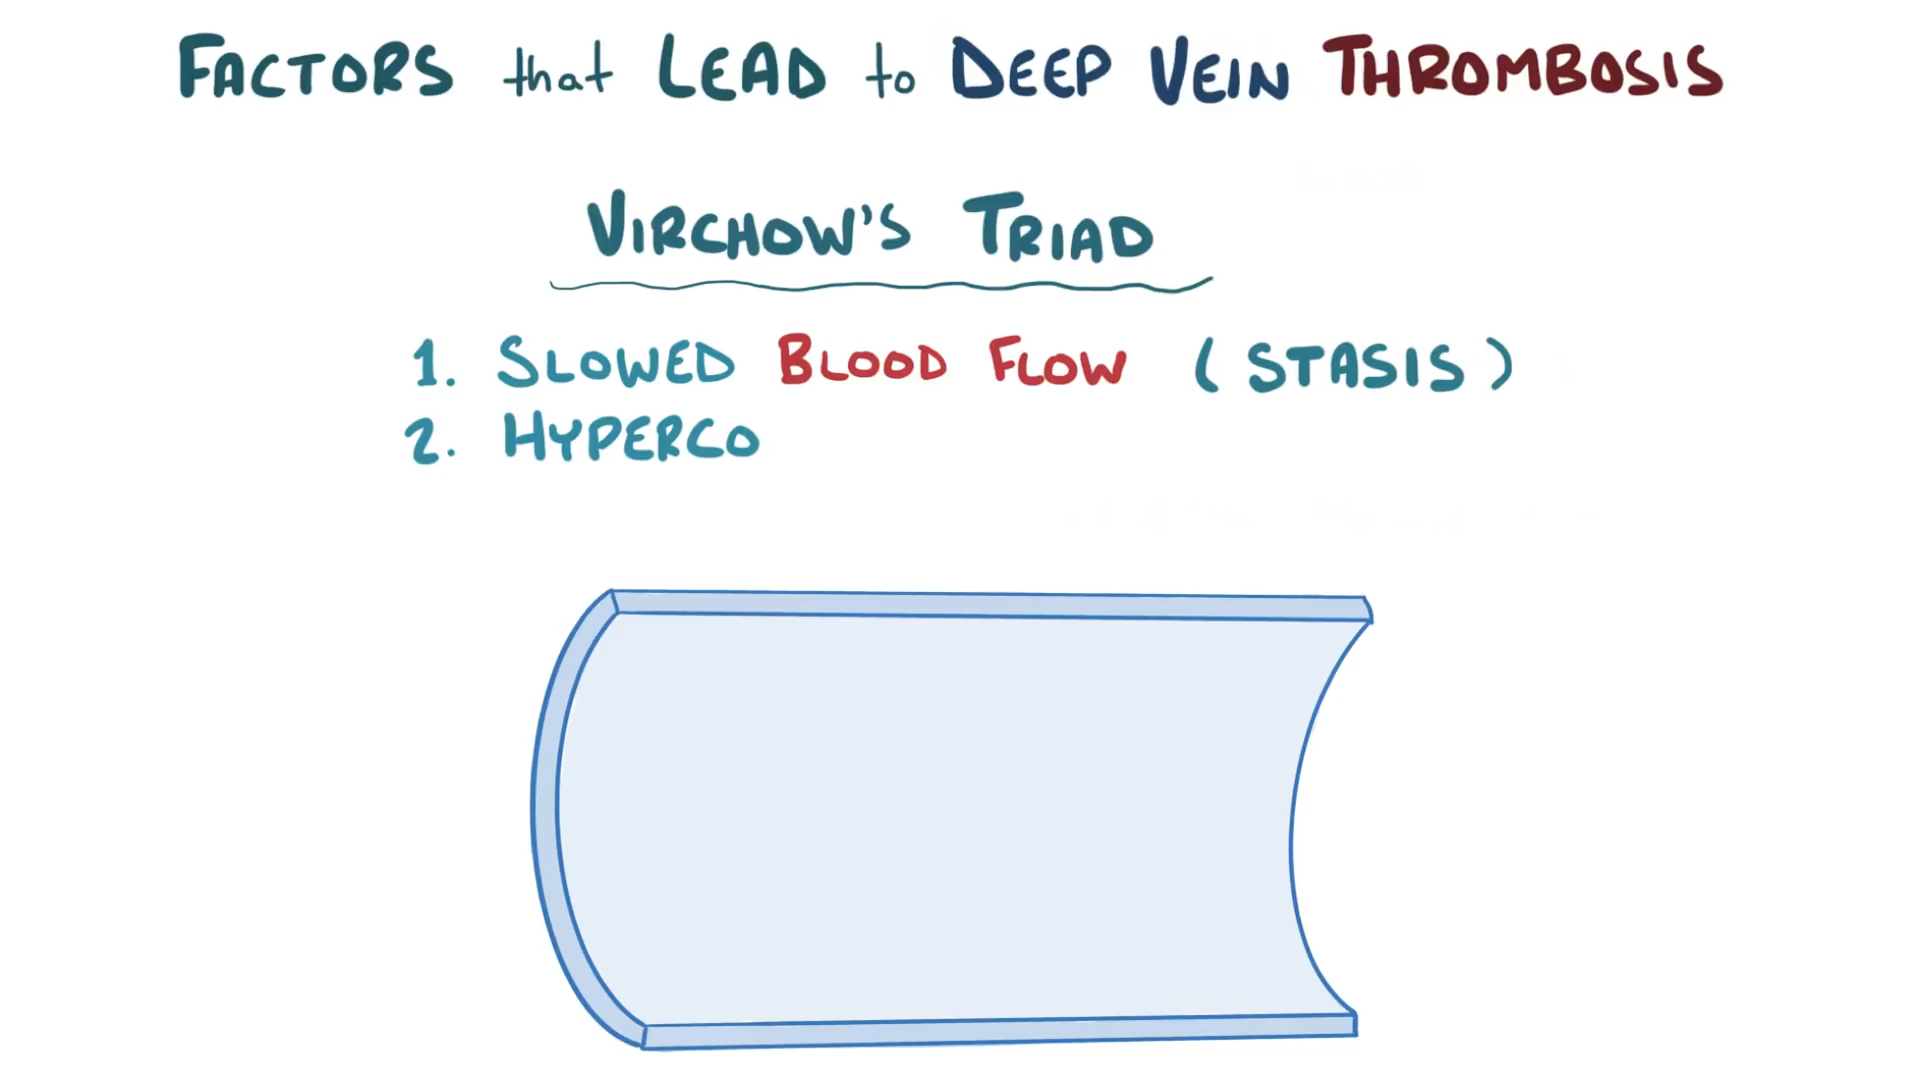 FACTORS that LEAD to DEEP VEIN THROMBOSIS
VIRCHOW'S TRIAD
1. SLOWED BLOOD FLOW (STASIS)
2. HYPERCO